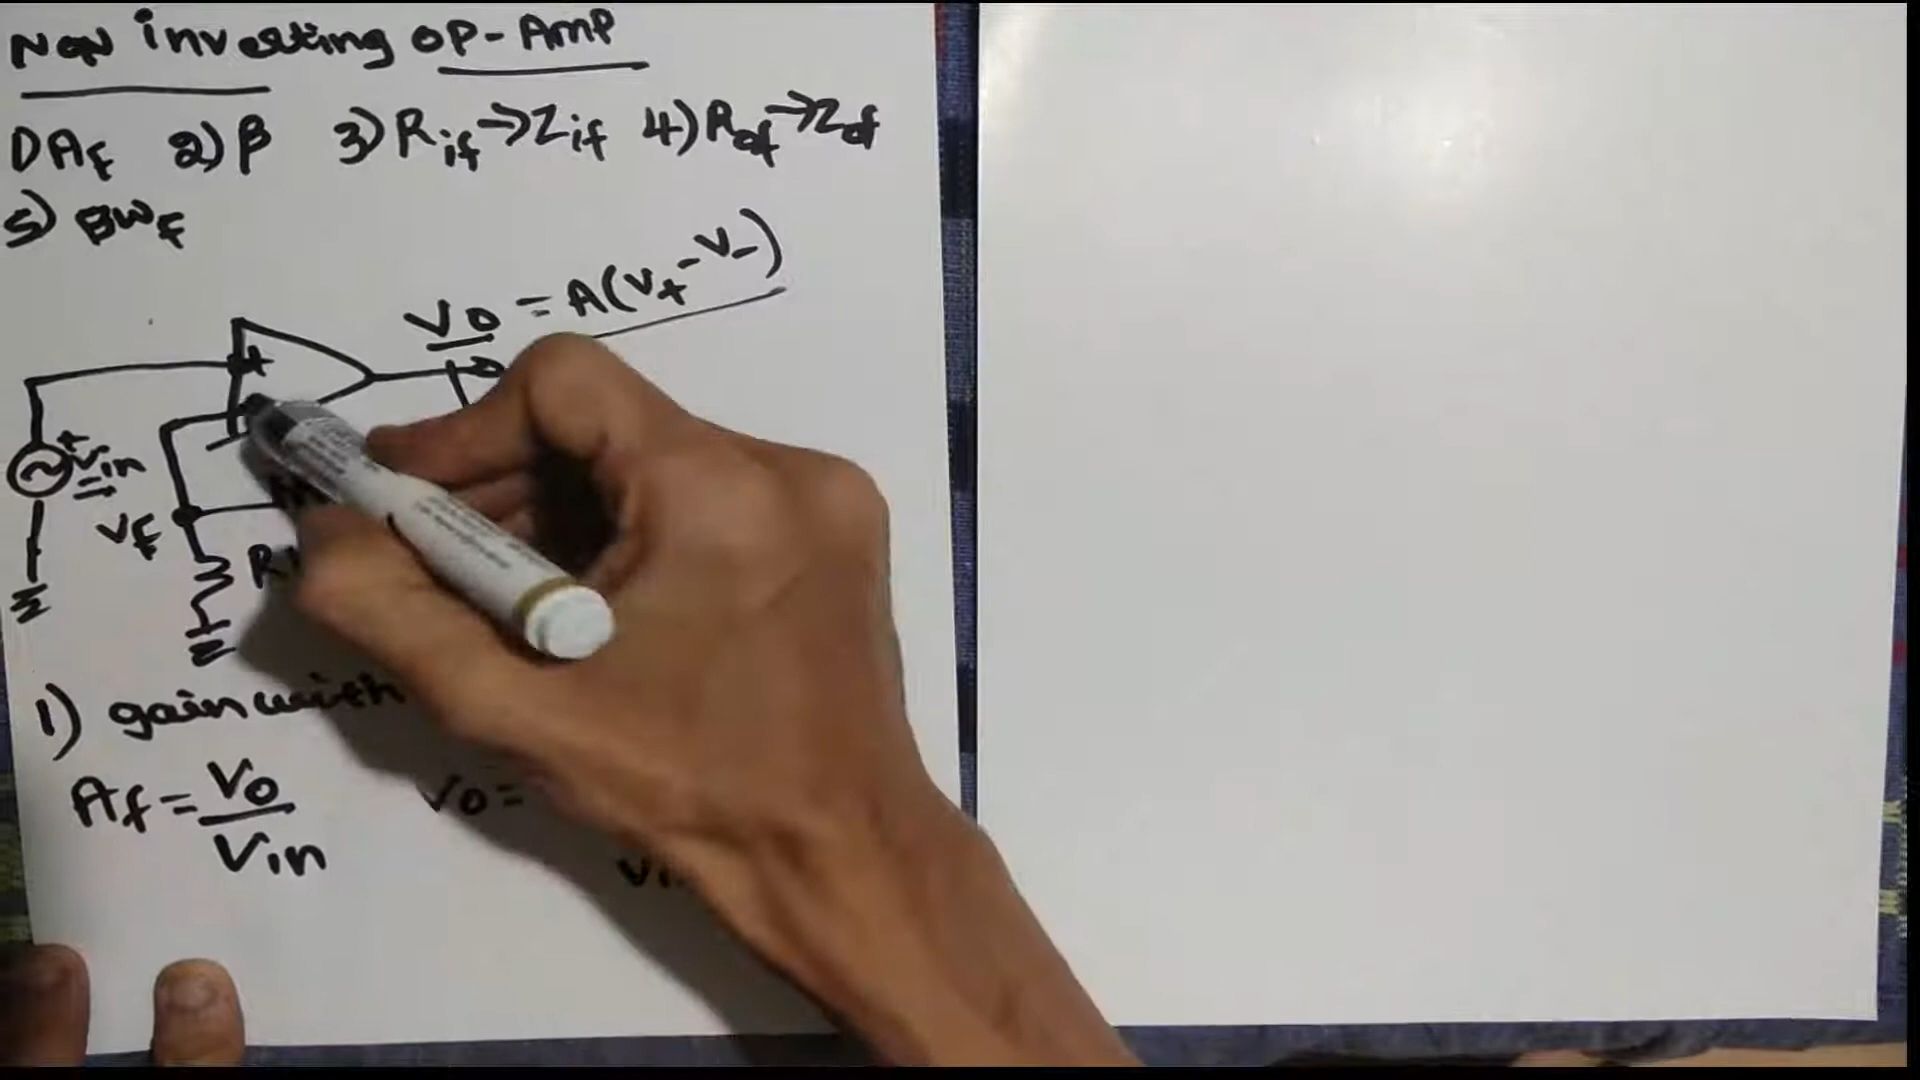 Non inverting OP-AMP
1) AF 2) β 3) Rif → Zif 4) Rof → Zof
5) BWF
Vo = A(V+ - V-)
+
+
Vin
VF
R1
1) gain with
Af = Vo / Vin
Vo =